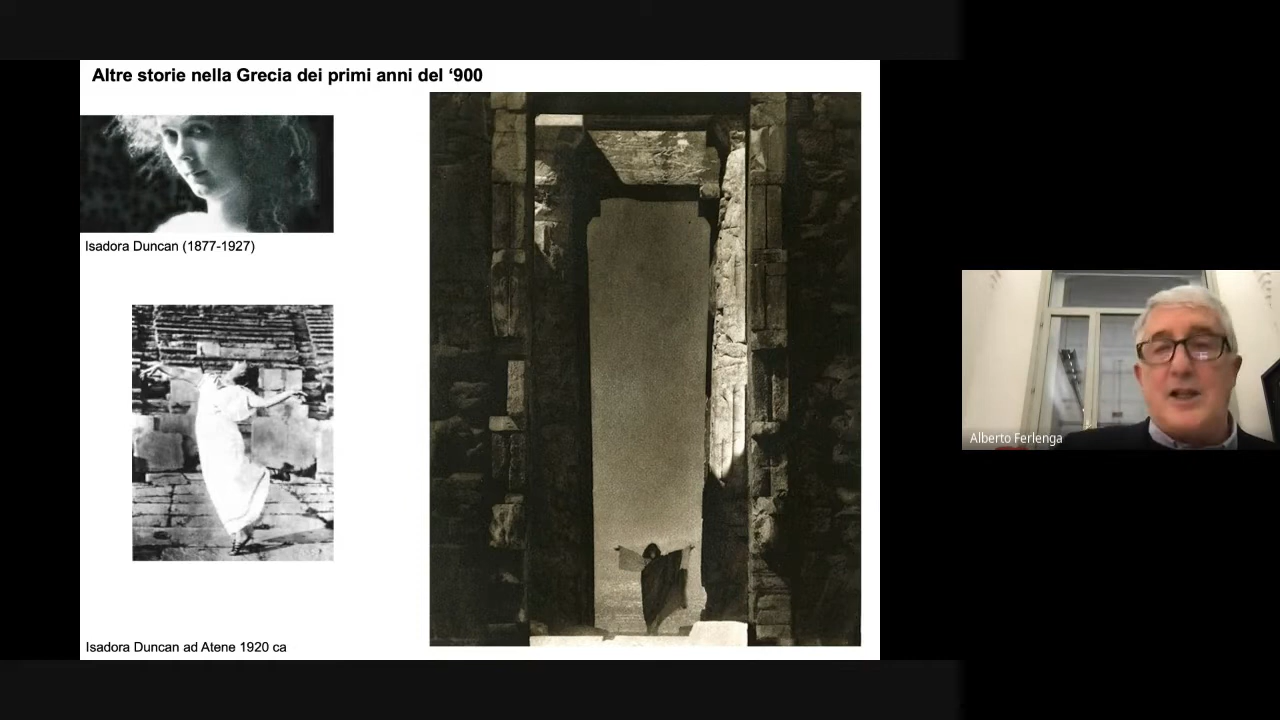 Altre storie nella Grecia dei primi anni del ‘900
Isadora Duncan (1877-1927)
Isadora Duncan ad Atene 1920 ca
Alberto Ferlenga